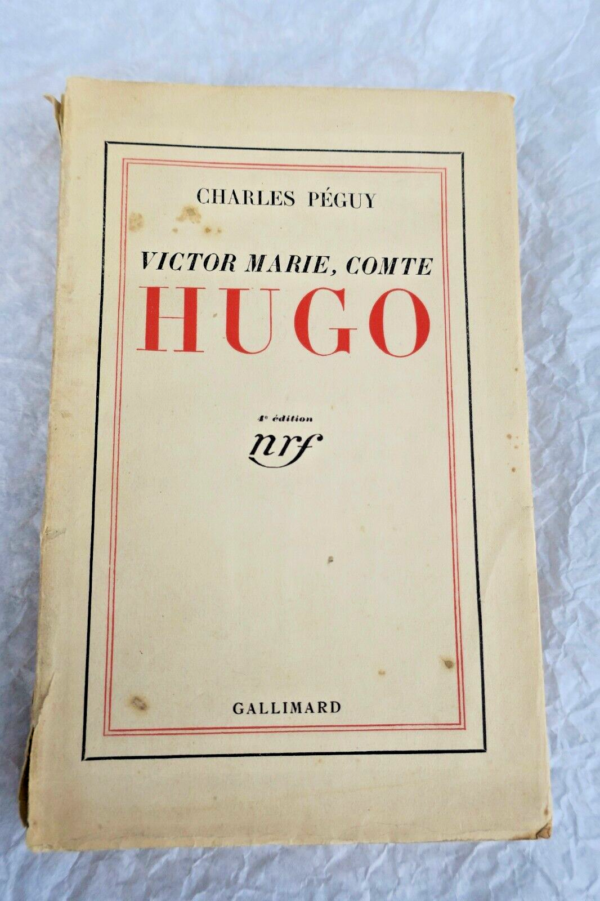 CHARLES PÉGUY
VICTOR MARIE, COMTE
HUGO
4e édition
nrf
GALLIMARD